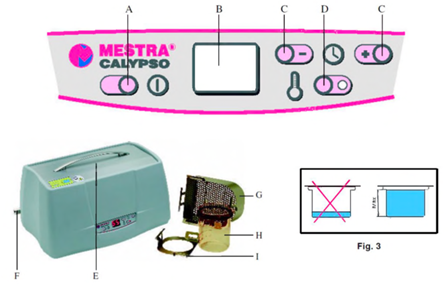 A B C D C
MESTRA®
CALYPSO
G
H
I
F E
Fig. 3